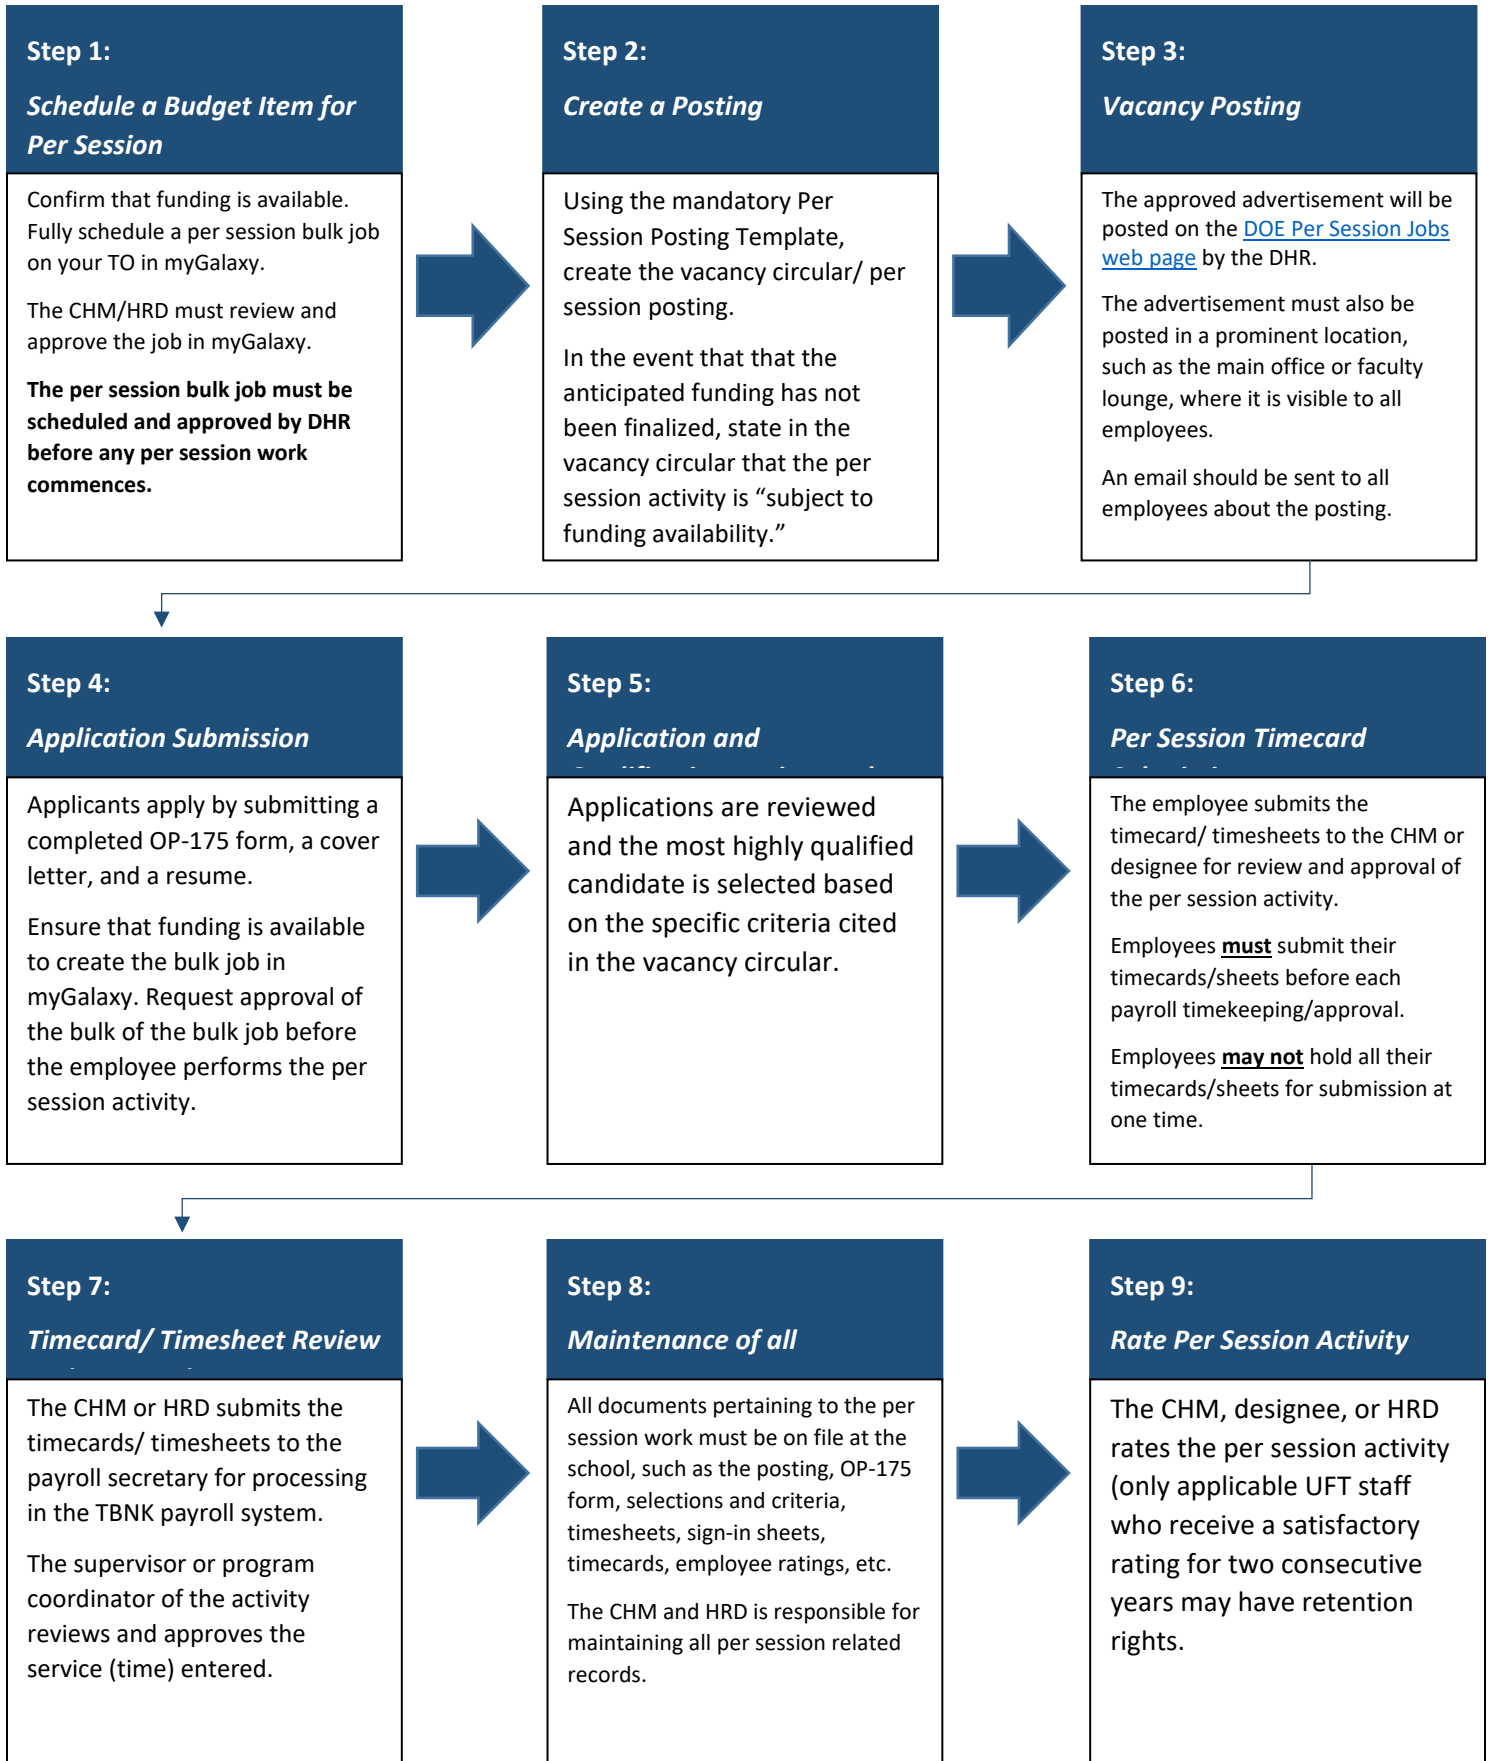 Step 1:
Schedule a Budget Item for
Per Session
Confirm that funding is available.
Fully schedule a per session bulk job
on your TO in myGalaxy.
The CHM/HRD must review and
approve the job in myGalaxy.
The per session bulk job must be
scheduled and approved by DHR
before any per session work
commences.
Step 2:
Create a Posting
Using the mandatory Per
Session Posting Template,
create the vacancy circular/ per
session posting.
In the event that that the
anticipated funding has not
been finalized, state in the
vacancy circular that the per
session activity is “subject to
funding availability.”
Step 3:
Vacancy Posting
The approved advertisement will be
posted on the DOE Per Session Jobs
web page by the DHR.
The advertisement must also be
posted in a prominent location,
such as the main office or faculty
lounge, where it is visible to all
employees.
An email should be sent to all
employees about the posting.
Step 4:
Application Submission
Applicants apply by submitting a
completed OP-175 form, a cover
letter, and a resume.
Ensure that funding is available
to create the bulk job in
myGalaxy. Request approval of
the bulk of the bulk job before
the employee performs the per
session activity.
Step 5:
Application and
Applications are reviewed
and the most highly qualified
candidate is selected based
on the specific criteria cited
in the vacancy circular.
Step 6:
Per Session Timecard
The employee submits the
timecard/ timesheets to the CHM or
designee for review and approval of
the per session activity.
Employees must submit their
timecards/sheets before each
payroll timekeeping/approval.
Employees may not hold all their
timecards/sheets for submission at
one time.
Step 7:
Timecard/ Timesheet Review
The CHM or HRD submits the
timecards/ timesheets to the
payroll secretary for processing
in the TBNK payroll system.
The supervisor or program
coordinator of the activity
reviews and approves the
service (time) entered.
Step 8:
Maintenance of all
All documents pertaining to the per
session work must be on file at the
school, such as the posting, OP-175
form, selections and criteria,
timesheets, sign-in sheets,
timecards, employee ratings, etc.
The CHM and HRD is responsible for
maintaining all per session related
records.
Step 9:
Rate Per Session Activity
The CHM, designee, or HRD
rates the per session activity
(only applicable UFT staff
who receive a satisfactory
rating for two consecutive
years may have retention
rights.